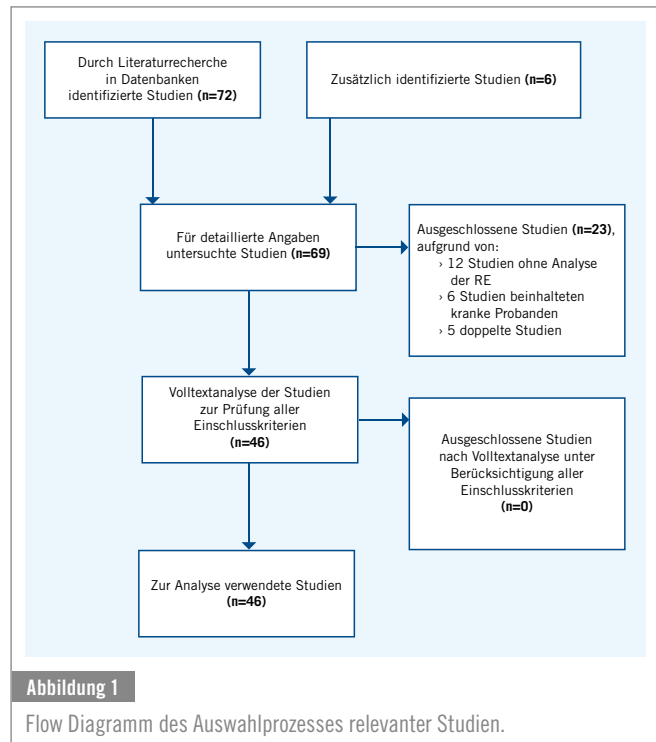 Durch Literaturrecherche
in Datenbanken
identifizierte Studien (n=72)
Zusätzlich identifizierte Studien (n=6)
Für detaillierte Angaben
untersuchte Studien (n=69)
Ausgeschlossene Studien (n=23),
aufgrund von:
› 12 Studien ohne Analyse
der RE
› 6 Studien beinhalteten
kranke Probanden
› 5 doppelte Studien
Volltextanalyse der Studien
zur Prüfung aller
Einschlusskriterien
(n=46)
Ausgeschlossene Studien
nach Volltextanalyse unter
Berücksichtigung aller
Einschlusskriterien
(n=0)
Zur Analyse verwendete Studien
(n=46)
Abbildung 1
Flow Diagramm des Auswahlprozesses relevanter Studien.